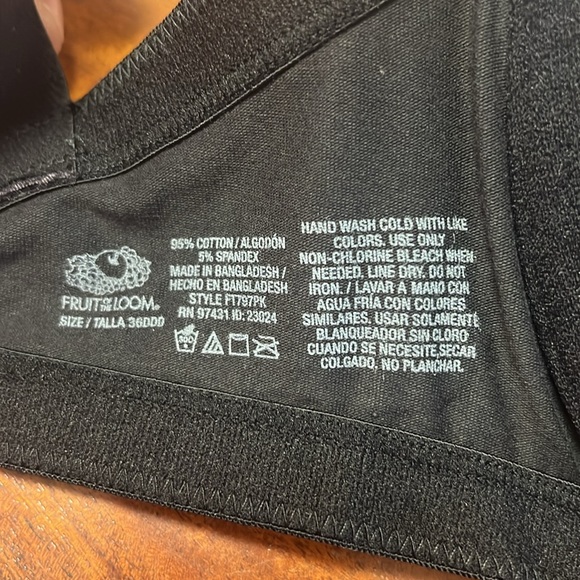 FRUIT OF THE LOOM®
SIZE / TALLA 36DDD
95% COTTON / ALGODÓN
5% SPANDEX
MADE IN BANGLADESH /
HECHO EN BANGLADESH
STYLE FT797PK
RN 97431 ID: 23024
HAND WASH COLD WITH LIKE
COLORS. USE ONLY
NON-CHLORINE BLEACH WHEN
NEEDED. LINE DRY. DO NOT
IRON. / LAVAR A MANO CON
AGUA FRÍA CON COLORES
SIMILARES. USAR SOLAMENTE
BLANQUEADOR SIN CLORO
CUANDO SE NECESITE,SECAR
COLGADO. NO PLANCHAR.